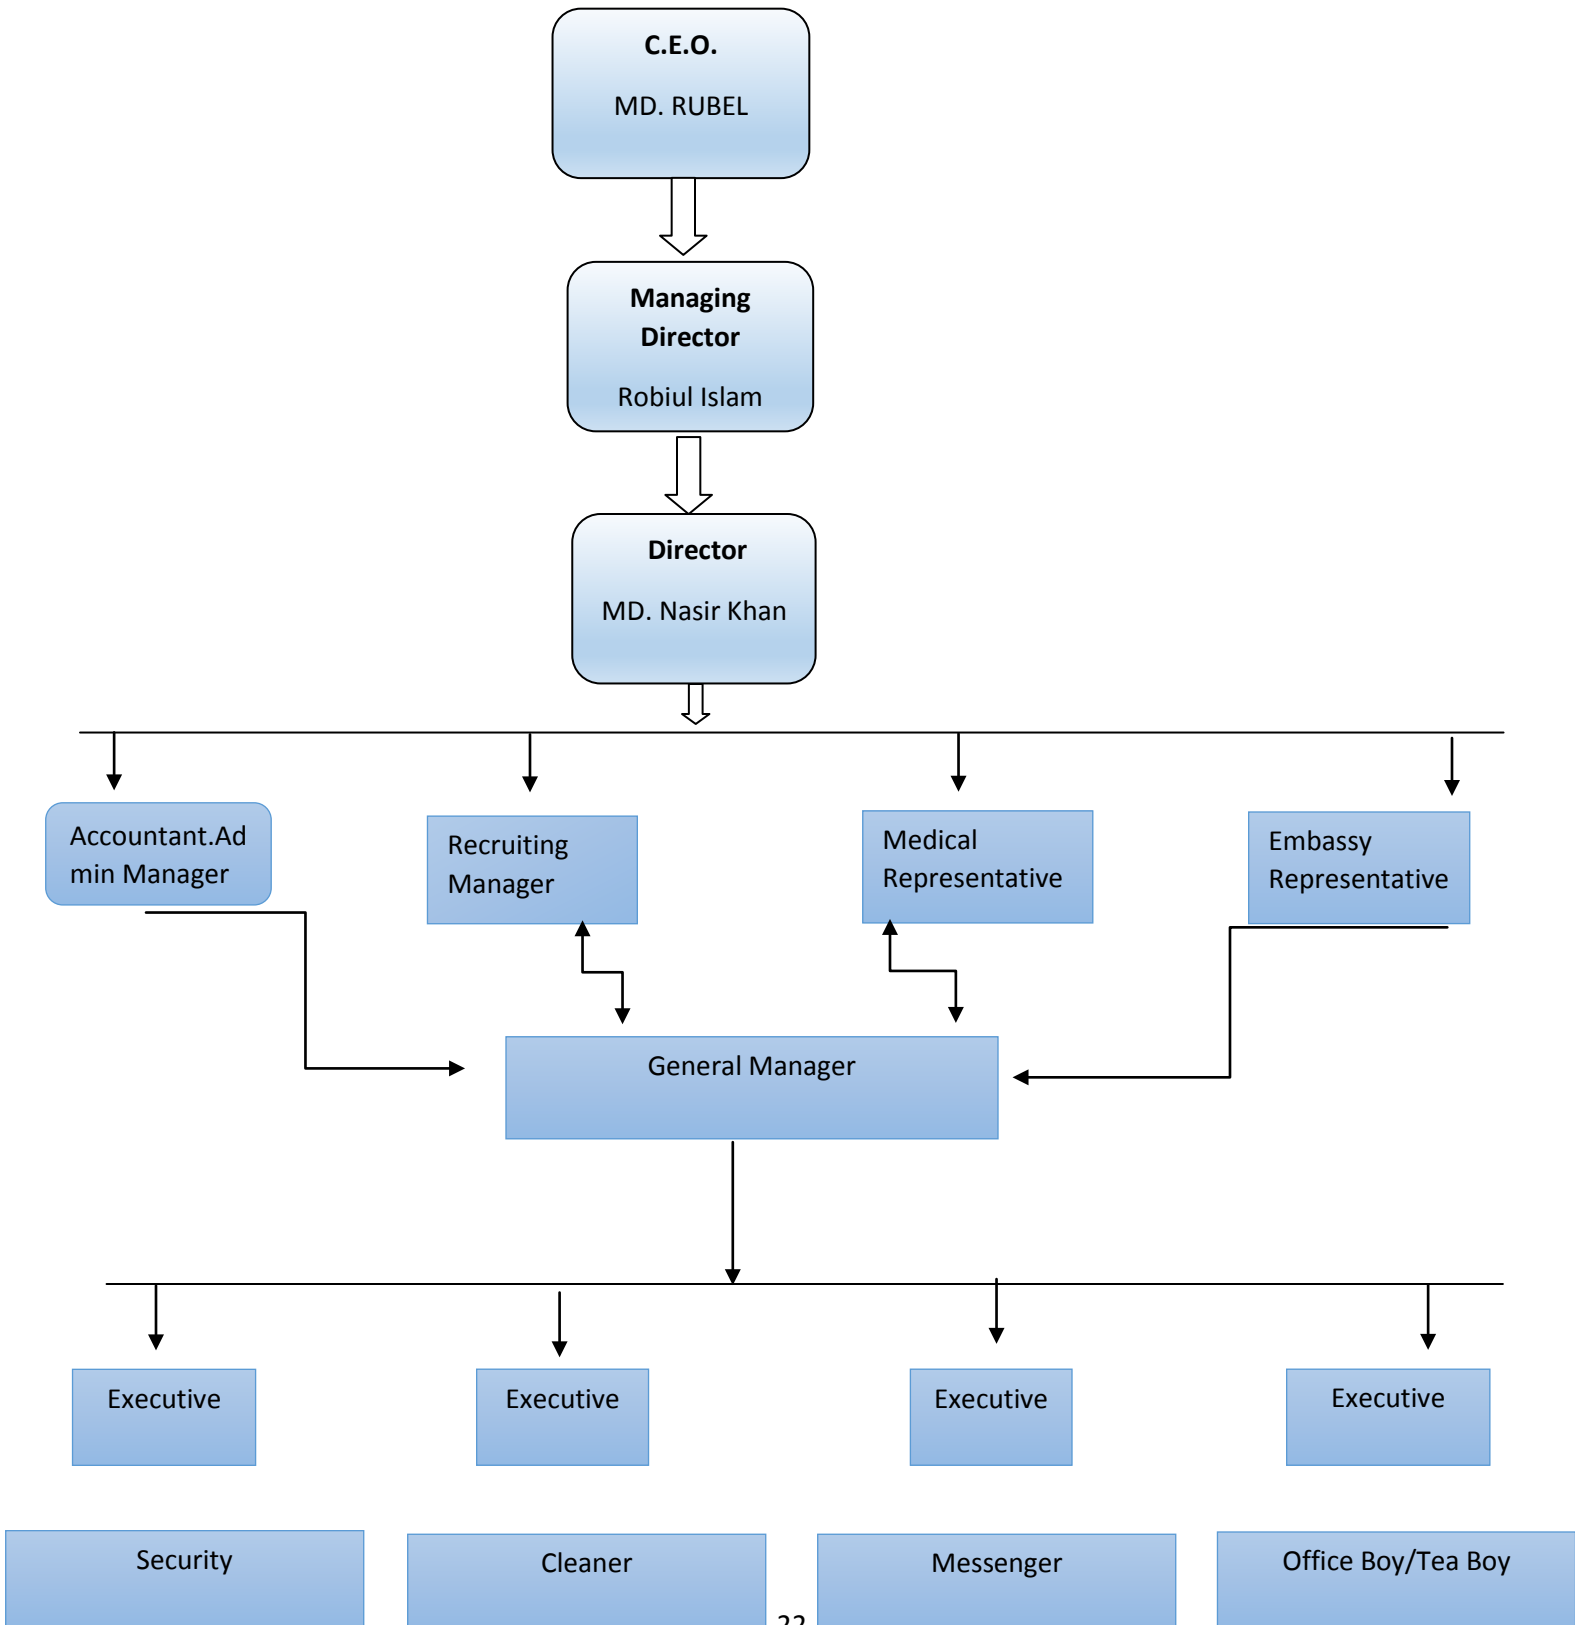 C.E.O.
MD. RUBEL
Managing
Director
Robiul Islam
Director
MD. Nasir Khan
Accountant.Ad
min Manager
Recruiting
Manager
Medical
Representative
Embassy
Representative
General Manager
Executive
Executive
Executive
Executive
Security
Cleaner
Messenger
Office Boy/Tea Boy
22